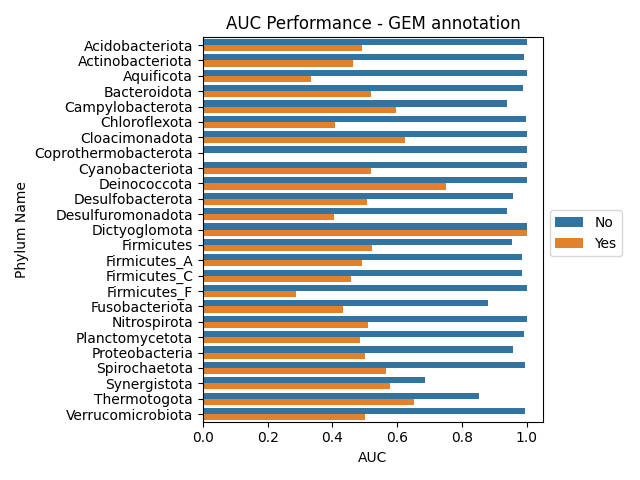 AUC Performance - GEM annotation
Acidobacteriota
Actinobacteriota
Aquificota
Bacteroidota
Campylobacterota
Chloroflexota
Cloacimonadota
Coprothermobacterota
Cyanobacteriota
Deinococcota
Desulfobacterota
Desulfuromonadota
Dictyoglomota
Firmicutes
Firmicutes_A
Firmicutes_C
Firmicutes_F
Fusobacteriota
Nitrospirota
Planctomycetota
Proteobacteria
Spirochaetota
Synergistota
Thermotogota
Verrucomicrobiota
Phylum Name
0.0 0.2 0.4 0.6 0.8 1.0
AUC
No
Yes